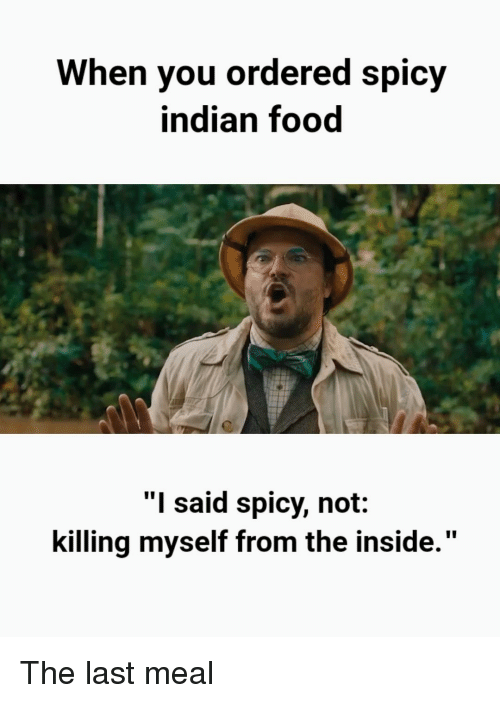 When you ordered spicy
indian food
"I said spicy, not:
killing myself from the inside."
The last meal